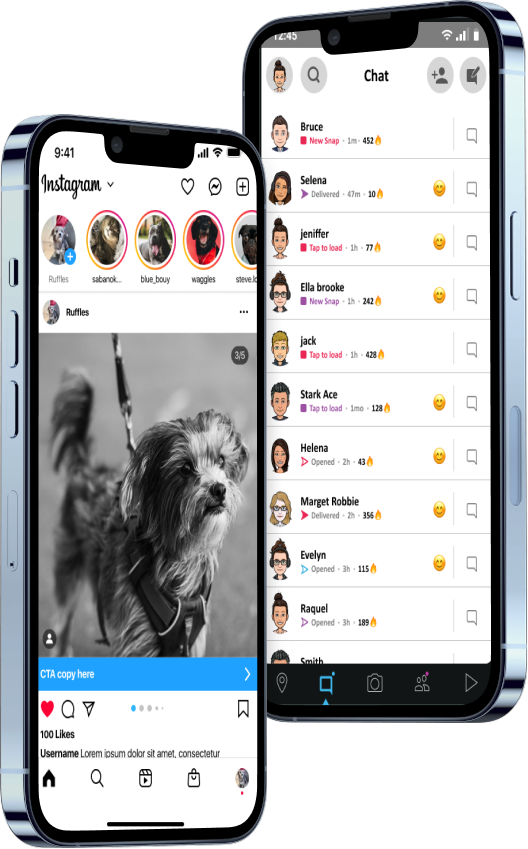 9:41
Instagram
Ruffles
sabanok...
blue_bouy
waggles
Ruffles
3/5
CTA copy here
100 Likes
Username Lorem ipsum dolor sit amet, consectetur
12:45
Chat
Bruce
New Snap · 1m · 452
Selena
Delivered · 47m · 10
jeniffer
Tap to load · 1h · 77
Ella brooke
New Snap · 1h · 242
jack
Tap to load · 1h · 428
Stark Ace
Tap to load · 1mo · 128
Helena
Opened · 2h · 43
Marget Robbie
Delivered · 2h · 356
Evelyn
Opened · 3h · 115
Raquel
Opened · 3h · 189
Smith